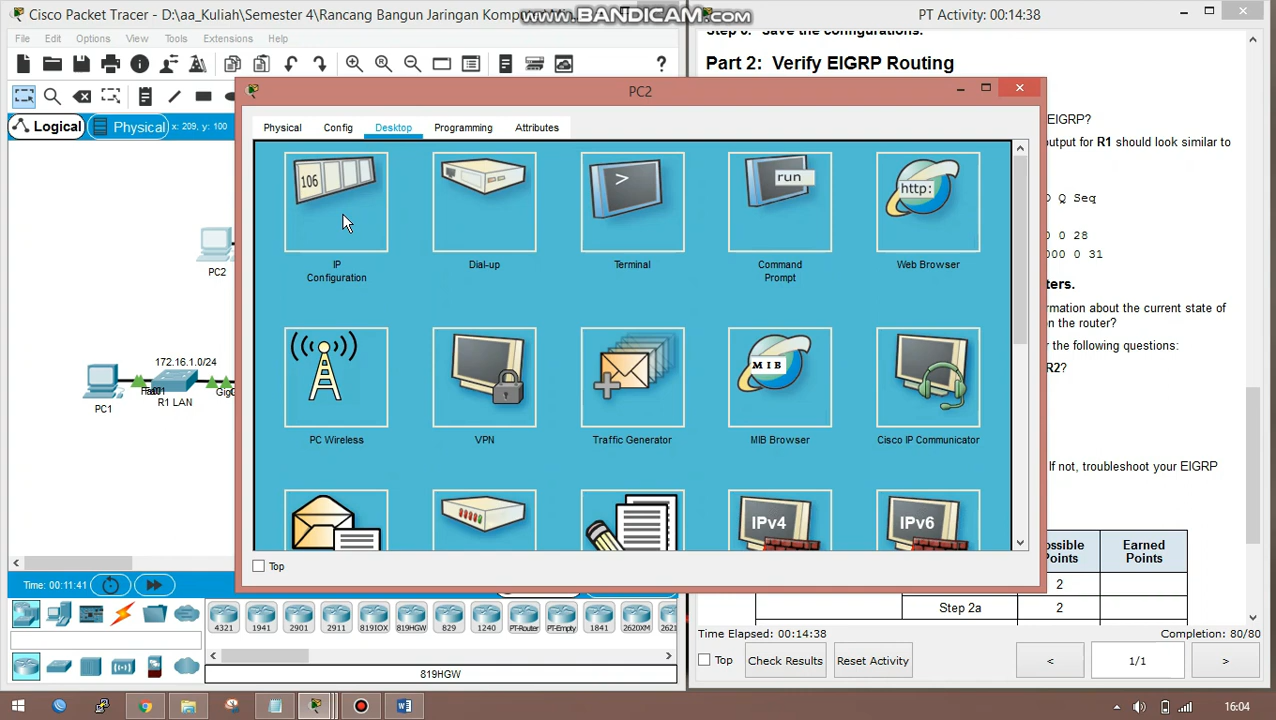 Cisco Packet Tracer - D:\aa_Kuliah\Semester 4\Rancang Bangun Jaringan Komp
www.BANDICAM.com
PT Activity: 00:14:38
File Edit Options View Tools Extensions Help
Logical
Physical
x: 209, y: 100
PC2
172.16.1.0/24
PC1
R1 LAN
Time: 00:11:41
4321
1941
2901
2911
819IOX
819HGW
829
1240
PT-Router
PT-Empty
1841
2620XM
2621
819HGW
PC2
Physical Config Desktop Programming Attributes
106
>
run
http:
IP Configuration
Dial-up
Terminal
Command Prompt
Web Browser
MIB
PC Wireless
VPN
Traffic Generator
MIB Browser
Cisco IP Communicator
IPv4
IPv6
Top
Step 6: Save the configurations.
Part 2: Verify EIGRP Routing
EIGRP?
utput for R1 should look similar to
O Q Seq
0 28
000 0 31
ters.
ormation about the current state of
on the router?
r the following questions:
R2?
If not, troubleshoot your EIGRP
ossible Points
Earned Points
2
Step 2a
2
Time Elapsed: 00:14:38
Completion: 80/80
Top
Check Results
Reset Activity
<
1/1
>
16:04